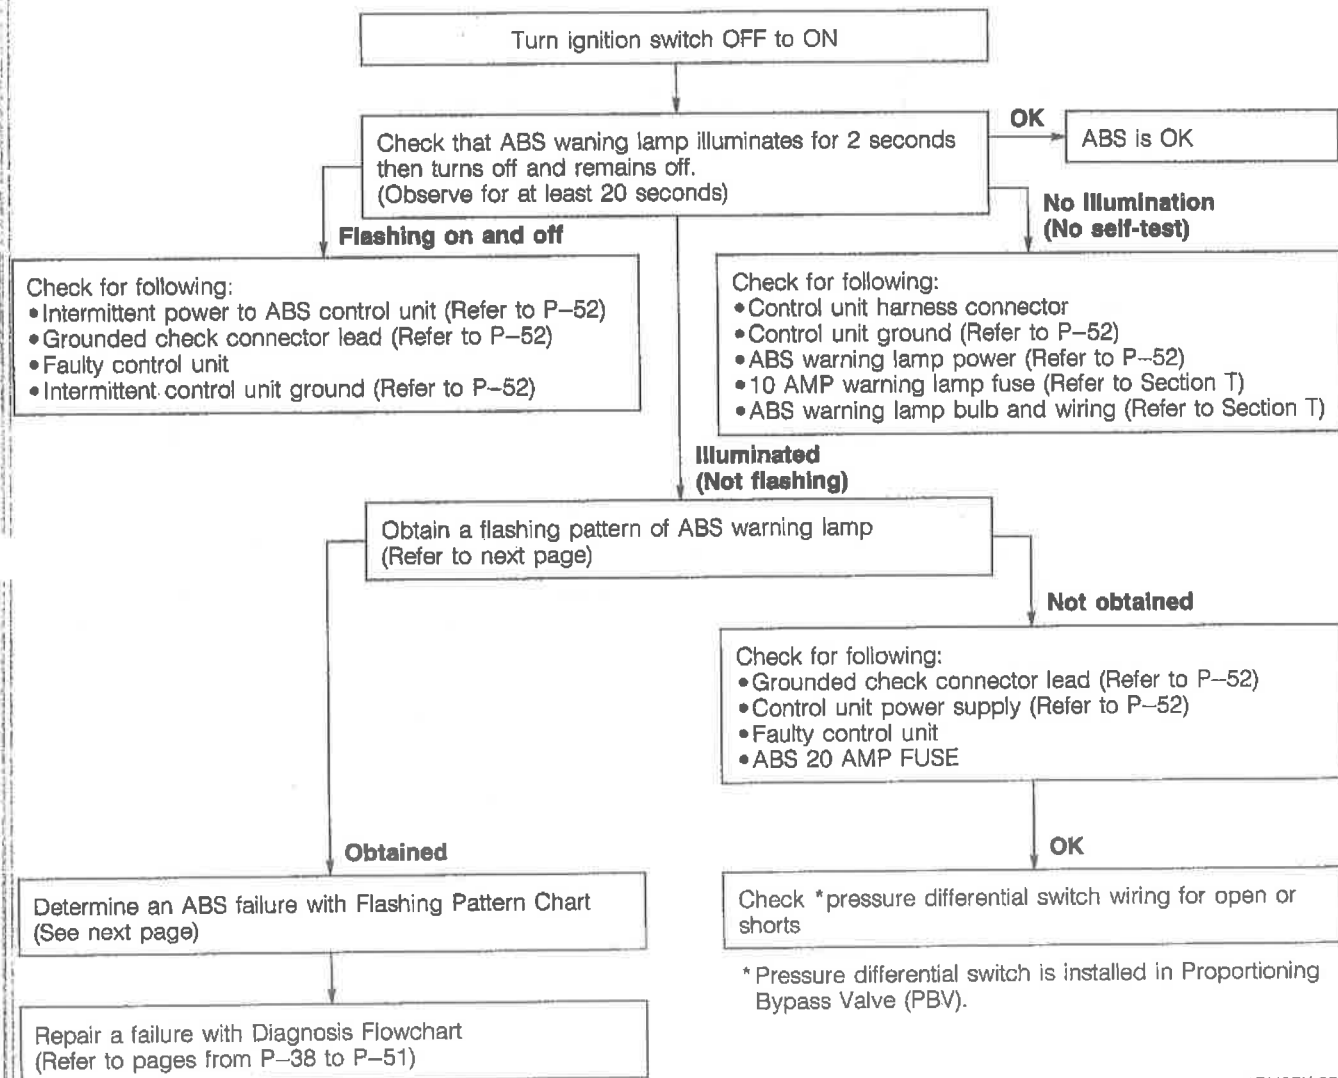 Turn ignition switch OFF to ON
Check that ABS waning lamp illuminates for 2 seconds
then turns off and remains off.
(Observe for at least 20 seconds)
OK
ABS is OK
No Illumination
(No self-test)
Flashing on and off
Check for following:
•Intermittent power to ABS control unit (Refer to P–52)
•Grounded check connector lead (Refer to P–52)
•Faulty control unit
•Intermittent control unit ground (Refer to P–52)
Check for following:
•Control unit harness connector
•Control unit ground (Refer to P–52)
•ABS warning lamp power (Refer to P–52)
•10 AMP warning lamp fuse (Refer to Section T)
•ABS warning lamp bulb and wiring (Refer to Section T)
Illuminated
(Not flashing)
Obtain a flashing pattern of ABS warning lamp
(Refer to next page)
Not obtained
Check for following:
•Grounded check connector lead (Refer to P–52)
•Control unit power supply (Refer to P–52)
•Faulty control unit
•ABS 20 AMP FUSE
Obtained
OK
Determine an ABS failure with Flashing Pattern Chart
(See next page)
Check *pressure differential switch wiring for open or
shorts
* Pressure differential switch is installed in Proportioning
Bypass Valve (PBV).
Repair a failure with Diagnosis Flowchart
(Refer to pages from P–38 to P–51)